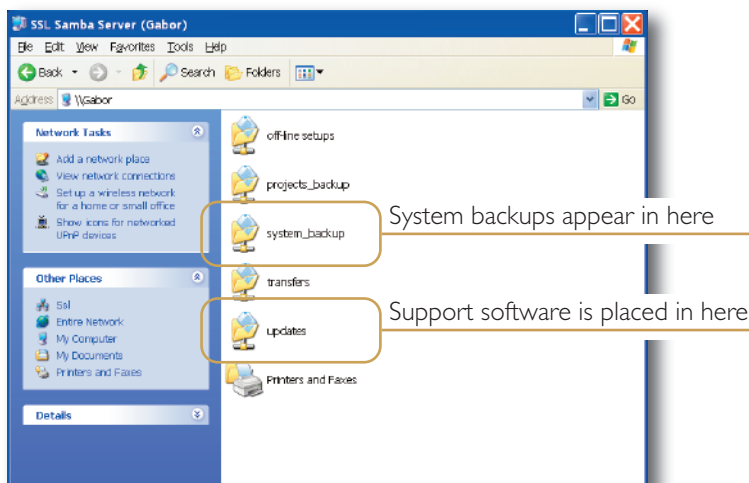 SSL Samba Server (Gabor)
File Edit View Favorites Tools Help
Back Search Folders
Address \\Gabor Go
Network Tasks
Add a network place
View network connections
Set up a wireless network
for a home or small office
Show icons for networked
UPnP devices
Other Places
Ssl
Entire Network
My Computer
My Documents
Printers and Faxes
Details
off-line setups
projects_backup
system_backup
System backups appear in here
transfers
updates
Support software is placed in here
Printers and Faxes